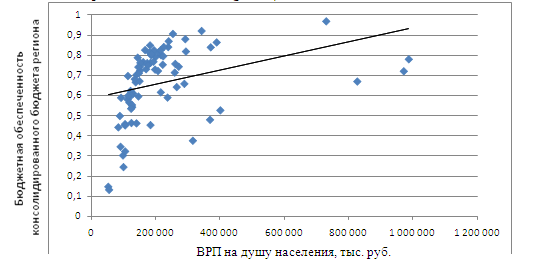 Бюджетная обеспеченность
консолидированного бюджета региона
1
0,9
0,8
0,7
0,6
0,5
0,4
0,3
0,2
0,1
0
0 200 000 400 000 600 000 800 000 1 000 000 1 200 000
ВРП на душу населения, тыс. руб.